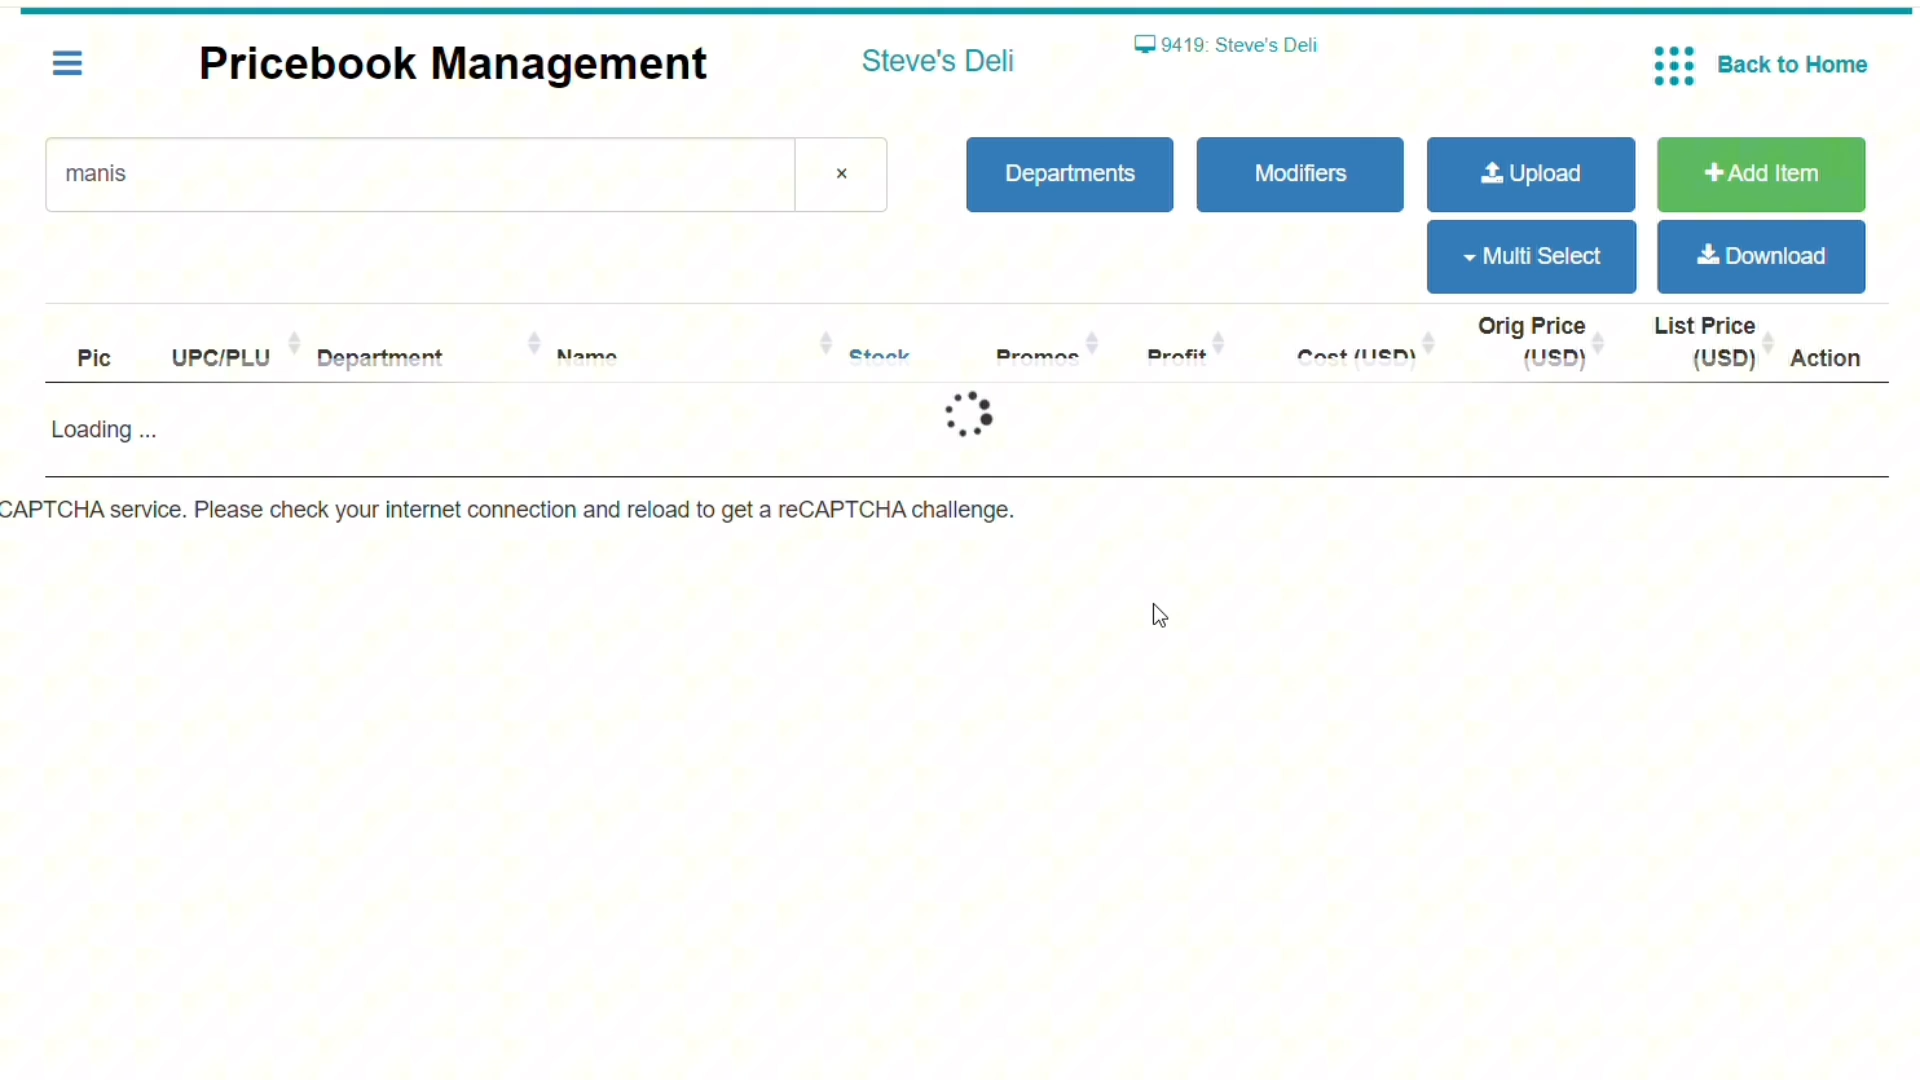 Pricebook Management
Steve's Deli
9419: Steve's Deli
Back to Home
manis
×
Departments
Modifiers
Upload
Add Item
Multi Select
Download
Pic
UPC/PLU
Department
Name
Stock
Promos
Profit
Cost (USD)
Orig Price
(USD)
List Price
(USD)
Action
Loading ...
CAPTCHA service. Please check your internet connection and reload to get a reCAPTCHA challenge.